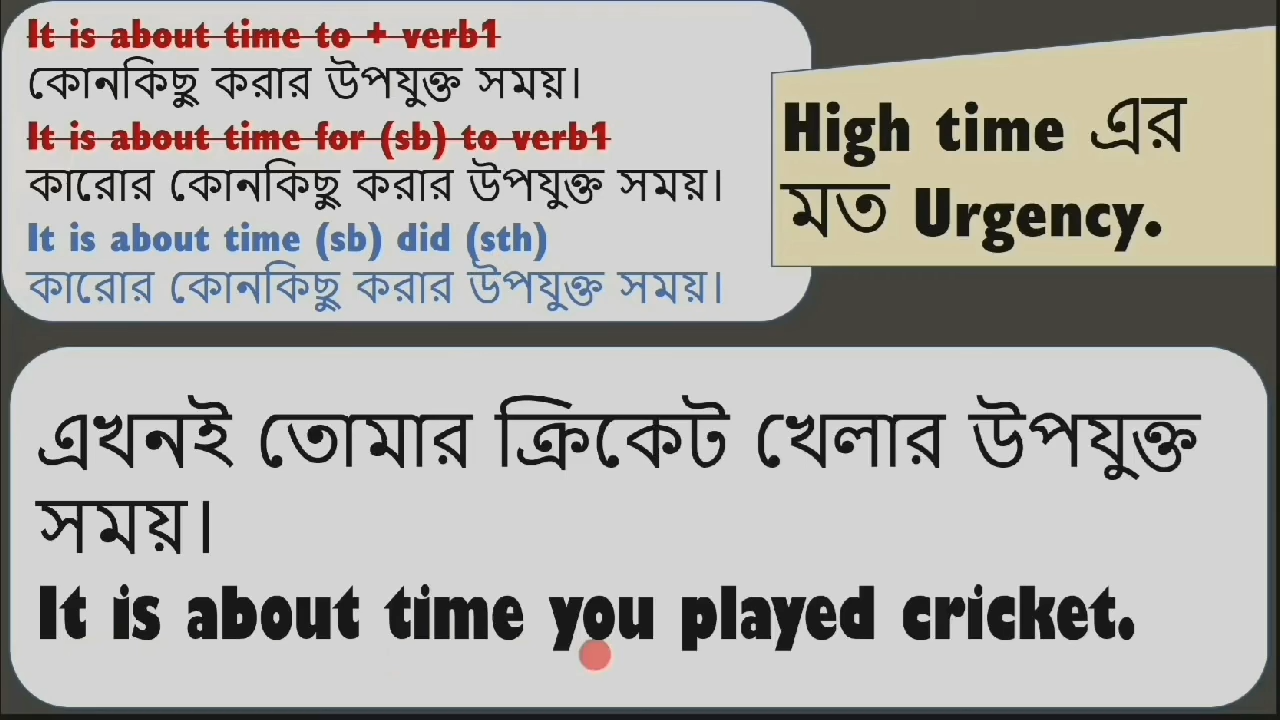 It is about time to + verb1
কোনকিছু করার উপযুক্ত সময়।
It is about time for (sb) to verb1
কারোর কোনকিছু করার উপযুক্ত সময়।
It is about time (sb) did (sth)
কারোর কোনকিছু করার উপযুক্ত সময়।
High time এর
মত Urgency.
এখনই তোমার ক্রিকেট খেলার উপযুক্ত
সময়।
It is about time you played cricket.